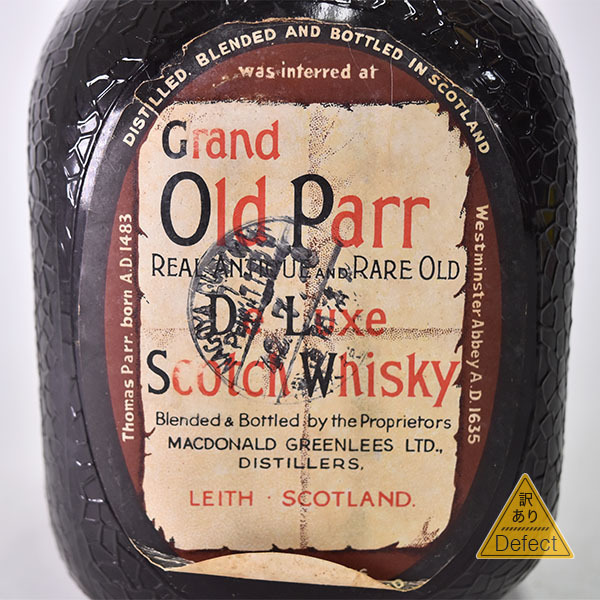 DISTILLED, BLENDED AND BOTTLED IN SCOTLAND
was inferred at
Grand
Old Parr
REAL ANTIQUE AND RARE OLD
De Luxe
Scotch Whisky
Blended & Bottled by the Proprietors
MACDONALD GREENLEES LTD.,
DISTILLERS,
LEITH · SCOTLAND.
Thomas Parr. born A.D. 1483
Westminster Abbey A.D. 1635
訳
あり
Defect